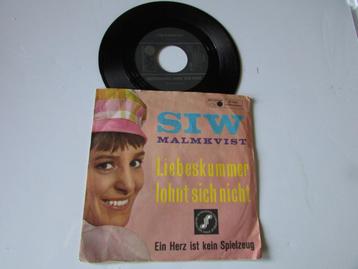 SIW
MALMKVIST
Liebeskummer
lohnt sich nicht
Ein Herz ist kein Spielzeug